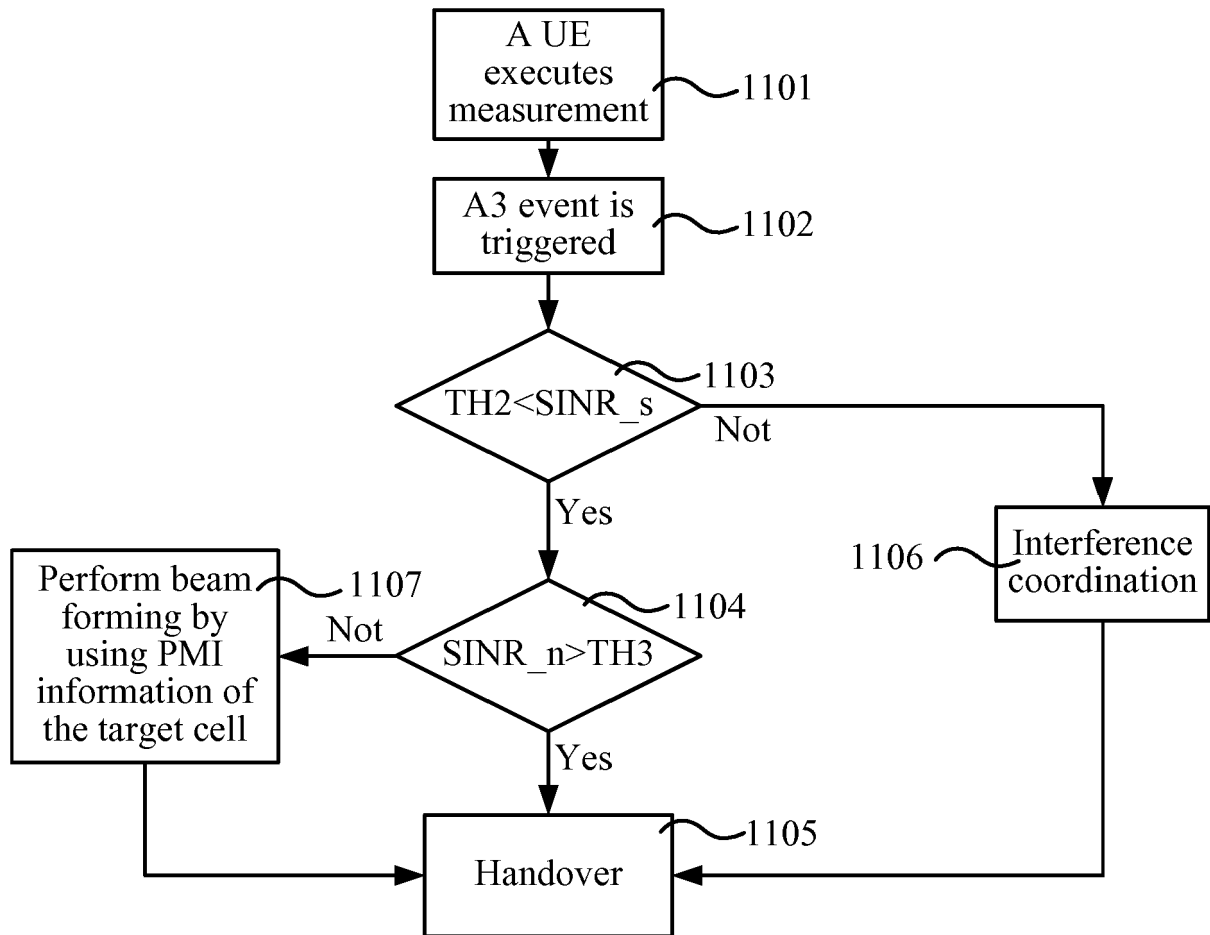 A UE
executes
measurement
1101
A3 event is
triggered
1102
1103
TH2<SINR_s
Not
Yes
1106
Interference
coordination
Perform beam
forming by
using PMI
information of
the target cell
1107
Not
1104
SINR_n>TH3
Yes
1105
Handover